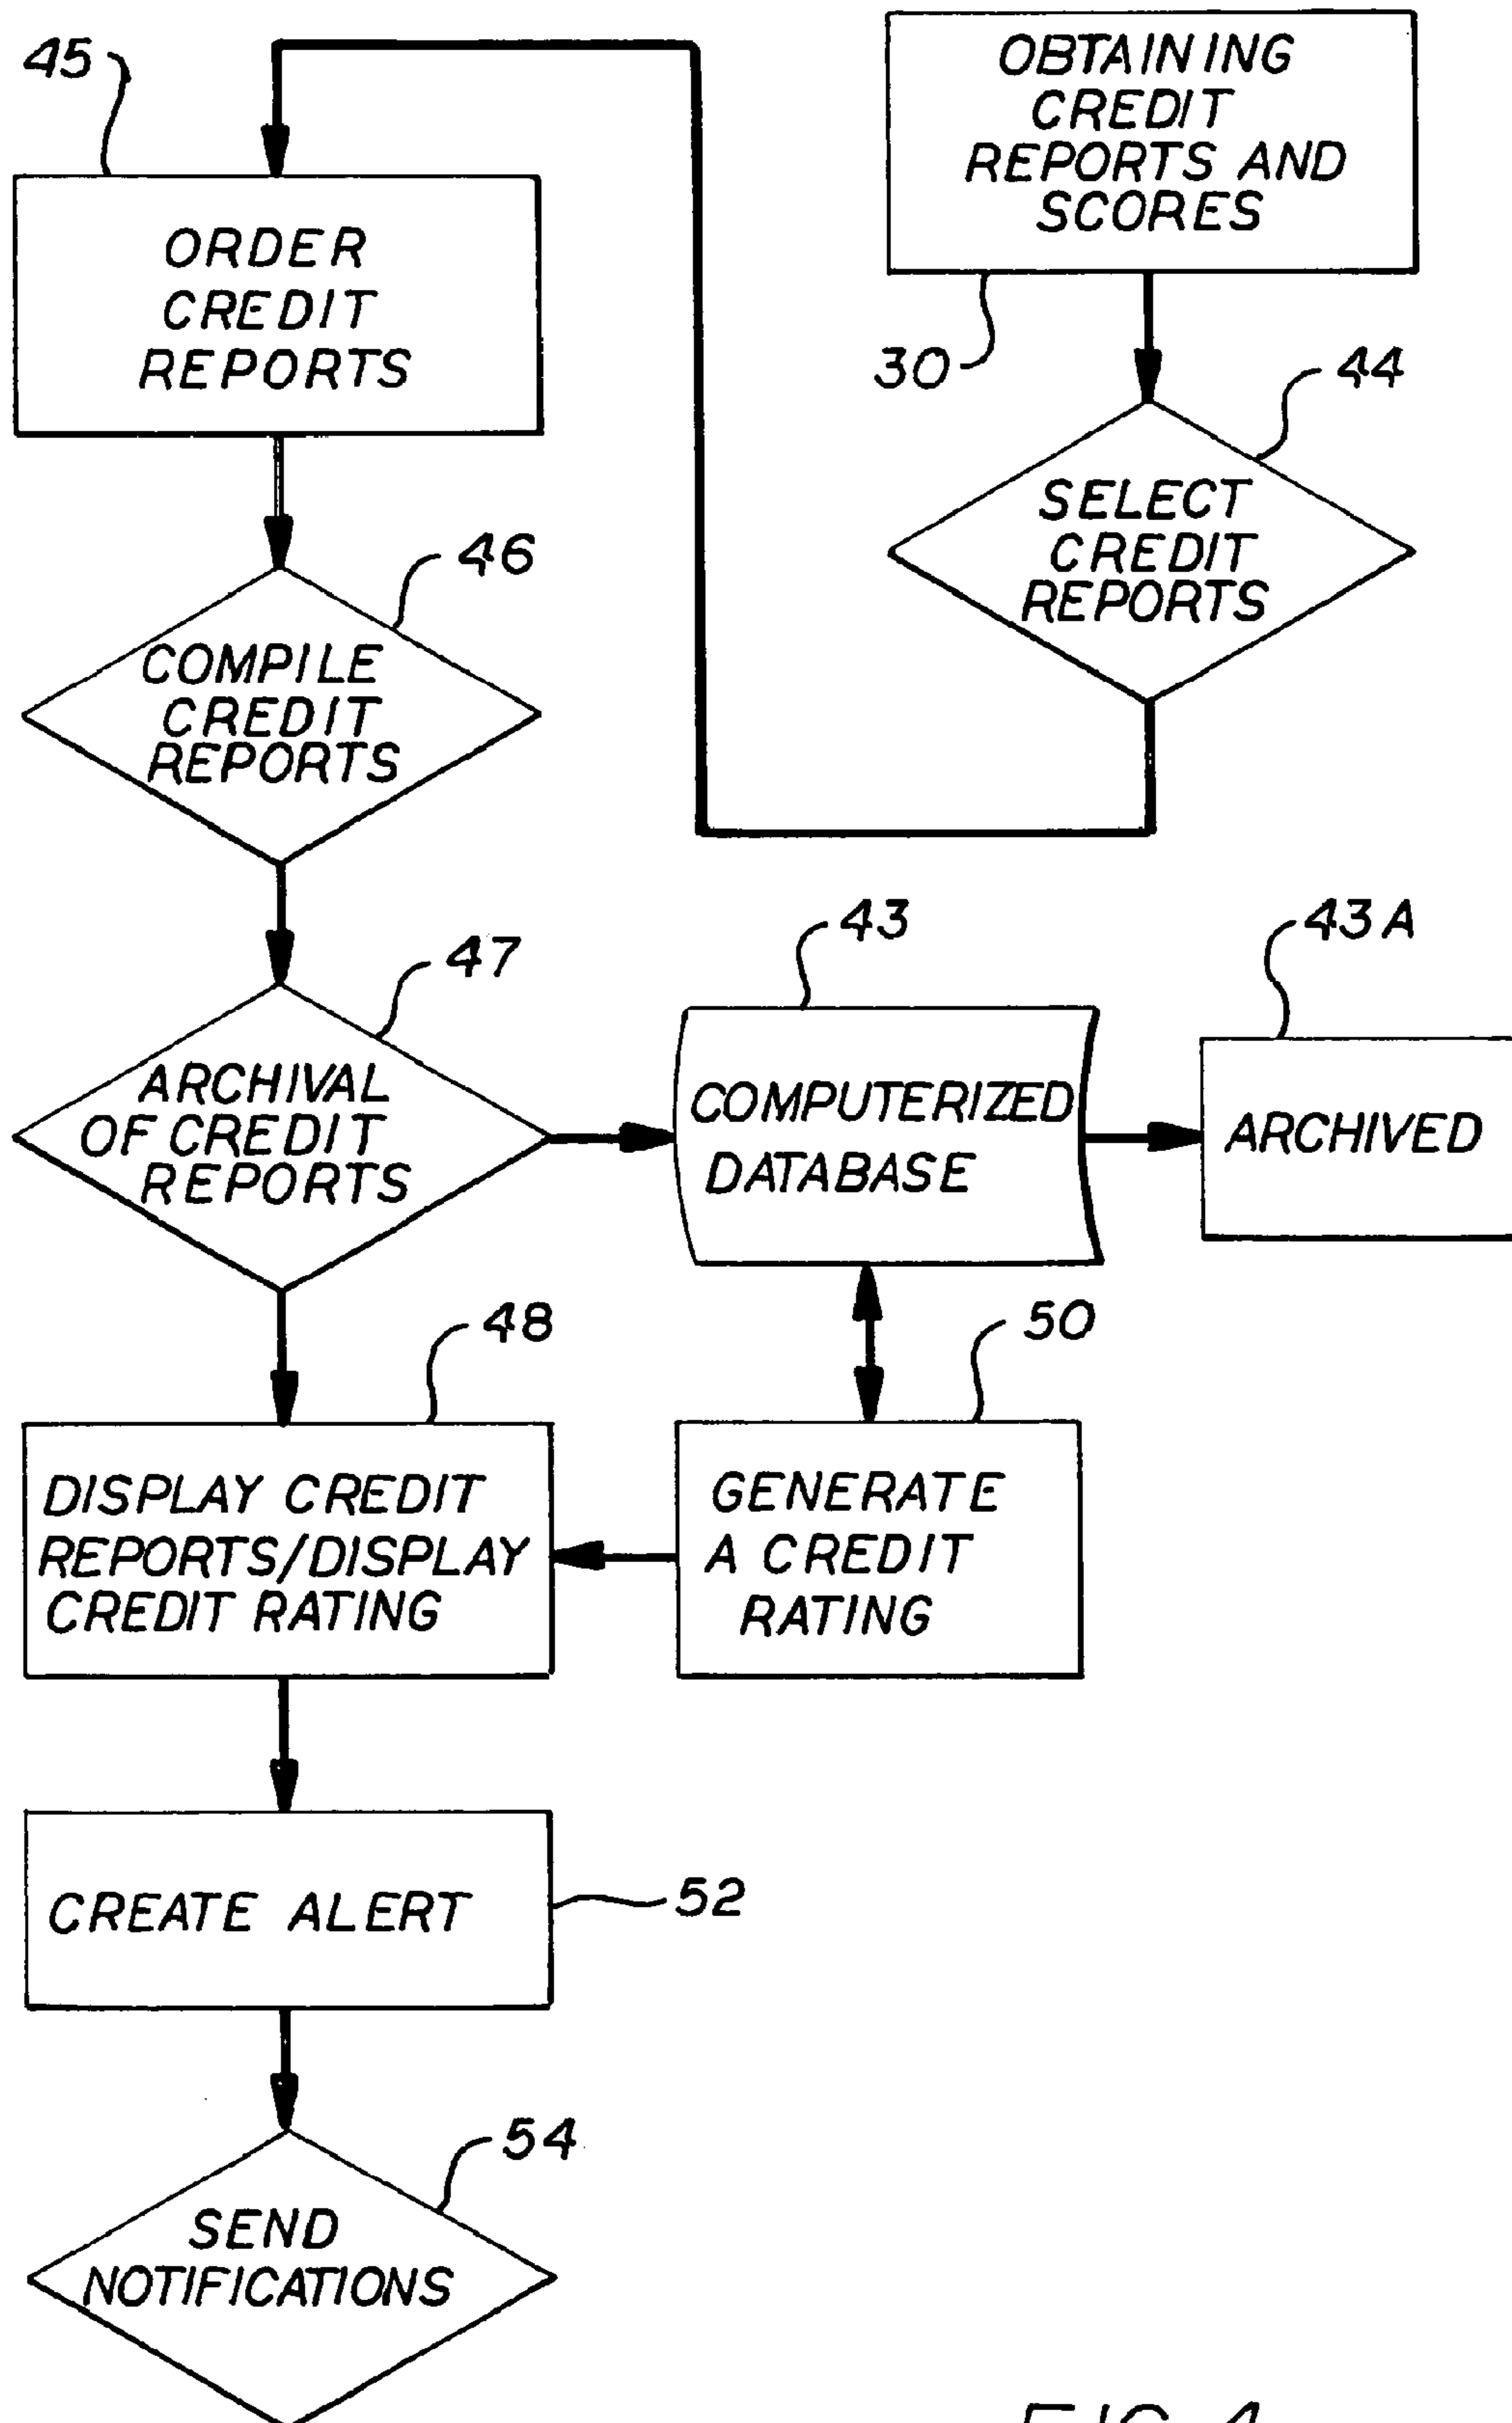 45
OBTAINING
CREDIT
REPORTS AND
SCORES
ORDER
CREDIT
REPORTS
30
44
SELECT
CREDIT
REPORTS
46
COMPILE
CREDIT
REPORTS
43
43A
47
ARCHIVAL
OF CREDIT
REPORTS
COMPUTERIZED
DATABASE
ARCHIVED
48
50
DISPLAY CREDIT
REPORTS/DISPLAY
CREDIT RATING
GENERATE
A CREDIT
RATING
CREATE ALERT
52
54
SEND
NOTIFICATIONS
FIG. 4